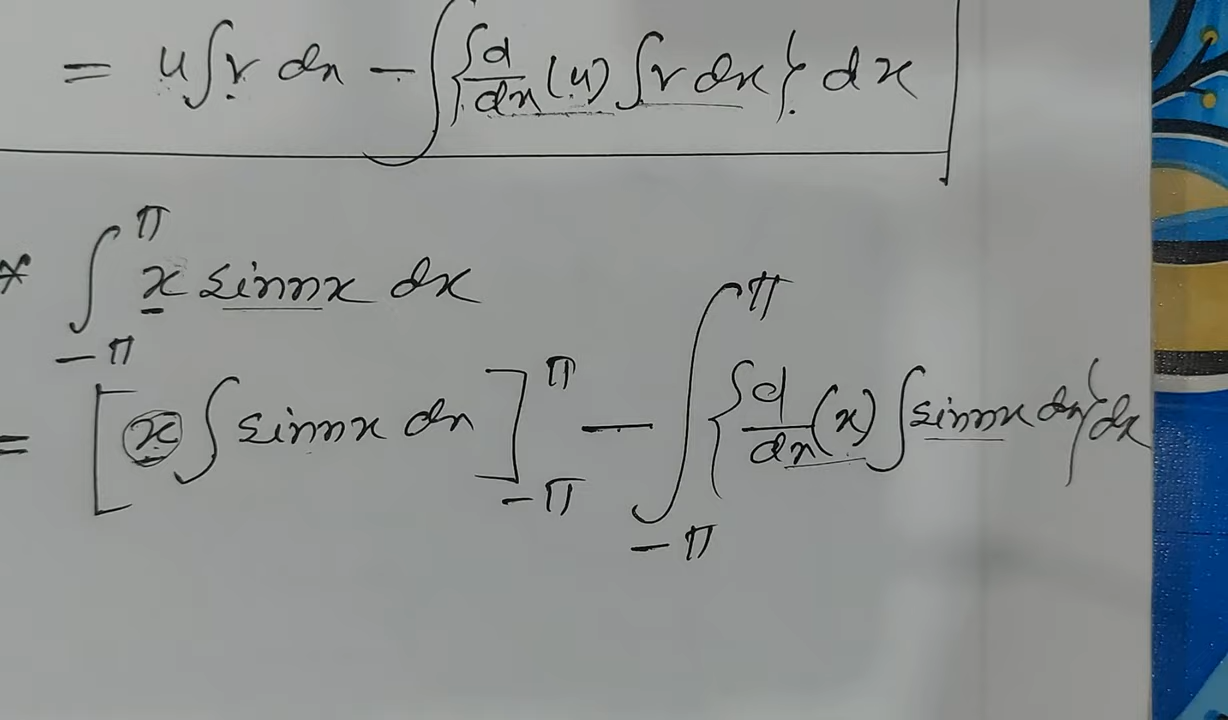 = u∫v dx − ∫{d/dx (u) ∫v dx} dx
* ∫_{-π}^{π} x sin nx dx
= [x ∫ sin nx dx]_{-π}^{π} − ∫_{-π}^{π} {d/dx (x) ∫ sin nx dx} dx